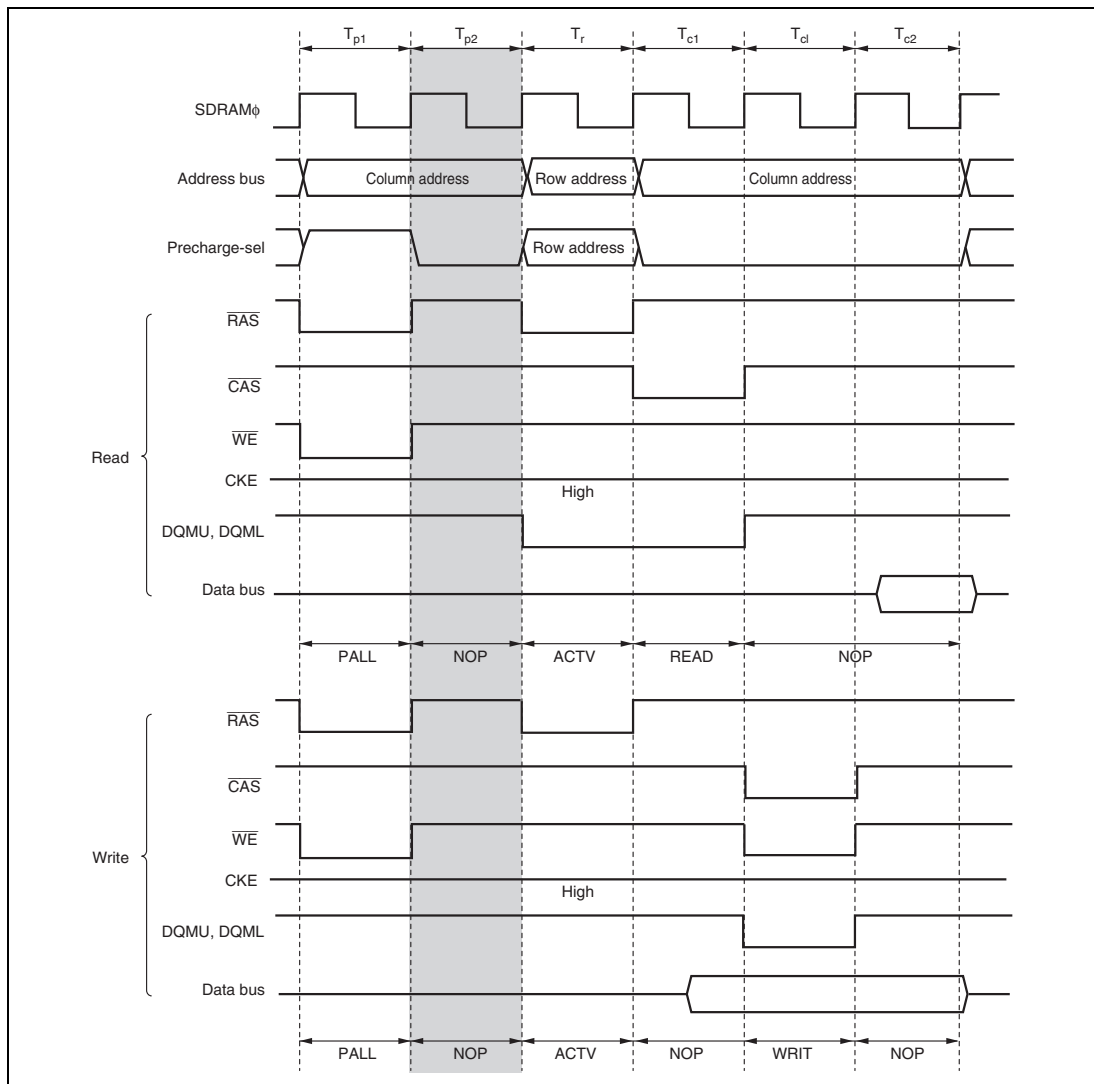 Tp1 Tp2 Tr Tc1 Tcl Tc2
SDRAMφ
Address bus Column address Row address Column address
Precharge-sel Row address
Read
RAS
CAS
WE
CKE High
DQMU, DQML
Data bus
PALL NOP ACTV READ NOP
Write
RAS
CAS
WE
CKE High
DQMU, DQML
Data bus
PALL NOP ACTV NOP WRIT NOP